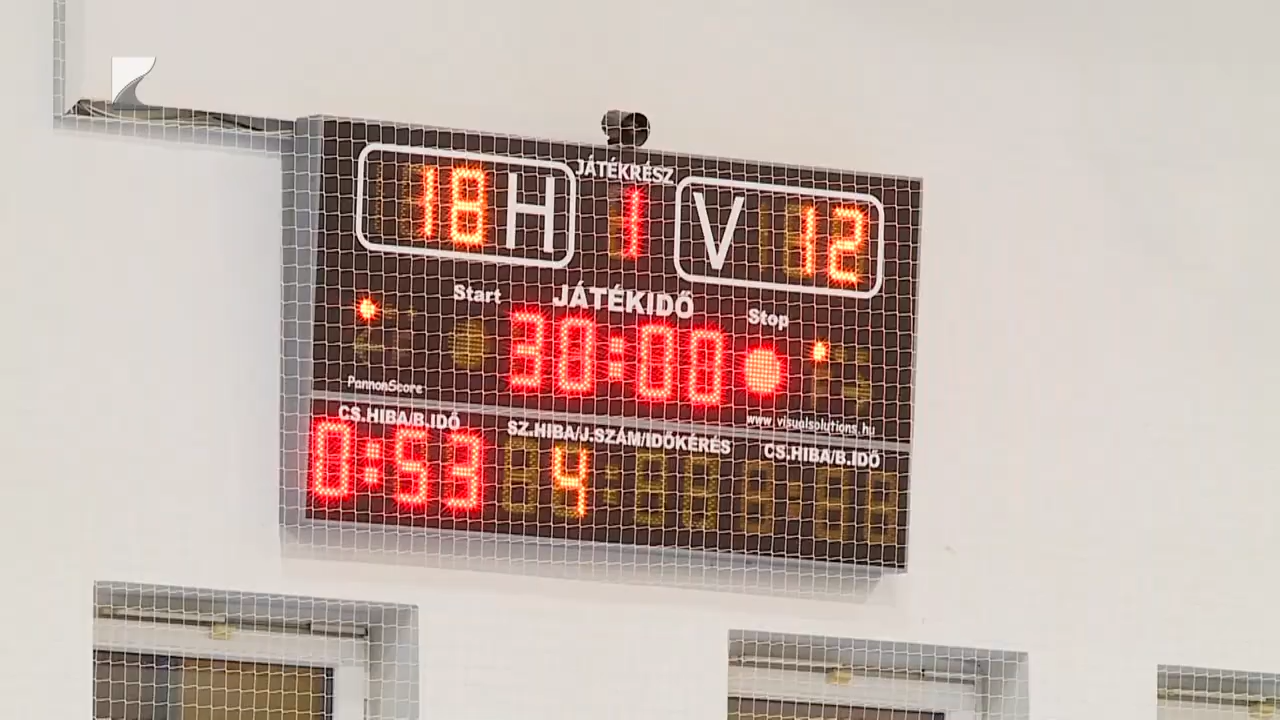 JÁTÉKRÉSZ
18 H 1 V 12
Start JÁTÉKIDŐ Stop
30:00
PannonScore www.visualsolutions.hu
CS.HIBA/B.IDŐ SZ.HIBA/J.SZÁM/IDŐKÉRÉS CS.HIBA/B.IDŐ
0:53 4